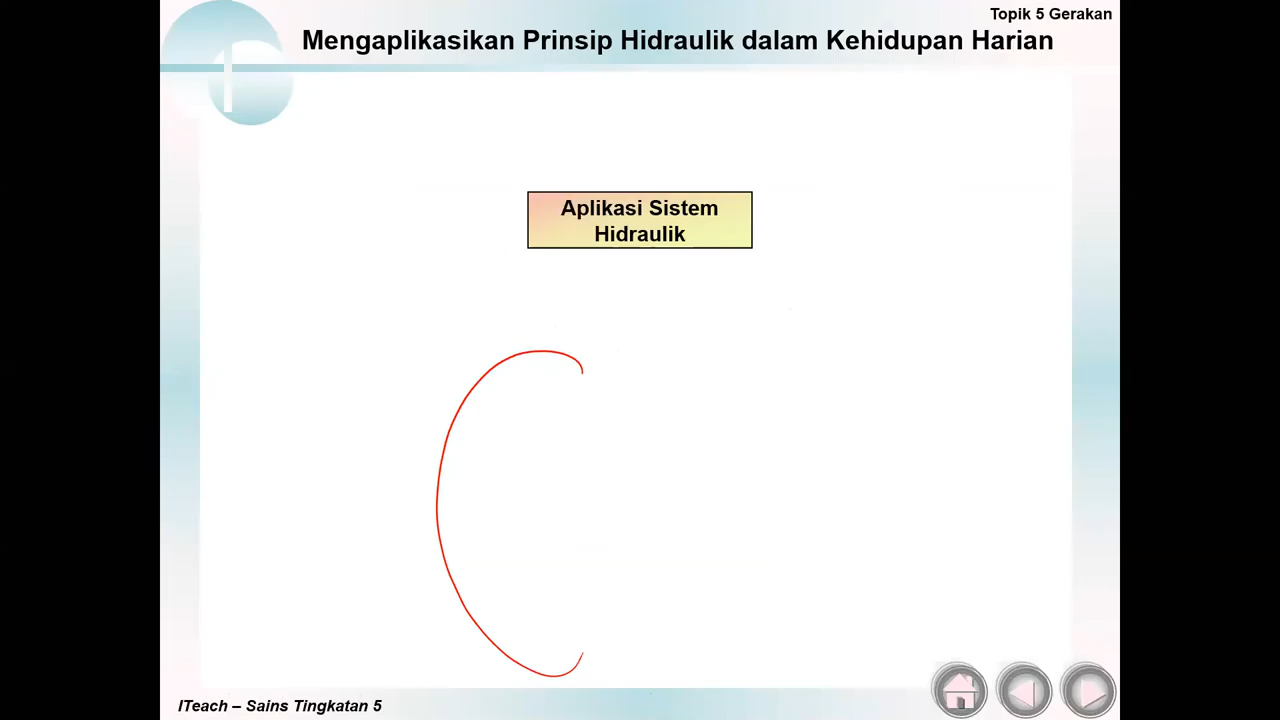 Topik 5 Gerakan
Mengaplikasikan Prinsip Hidraulik dalam Kehidupan Harian
Aplikasi Sistem
Hidraulik
ITeach – Sains Tingkatan 5